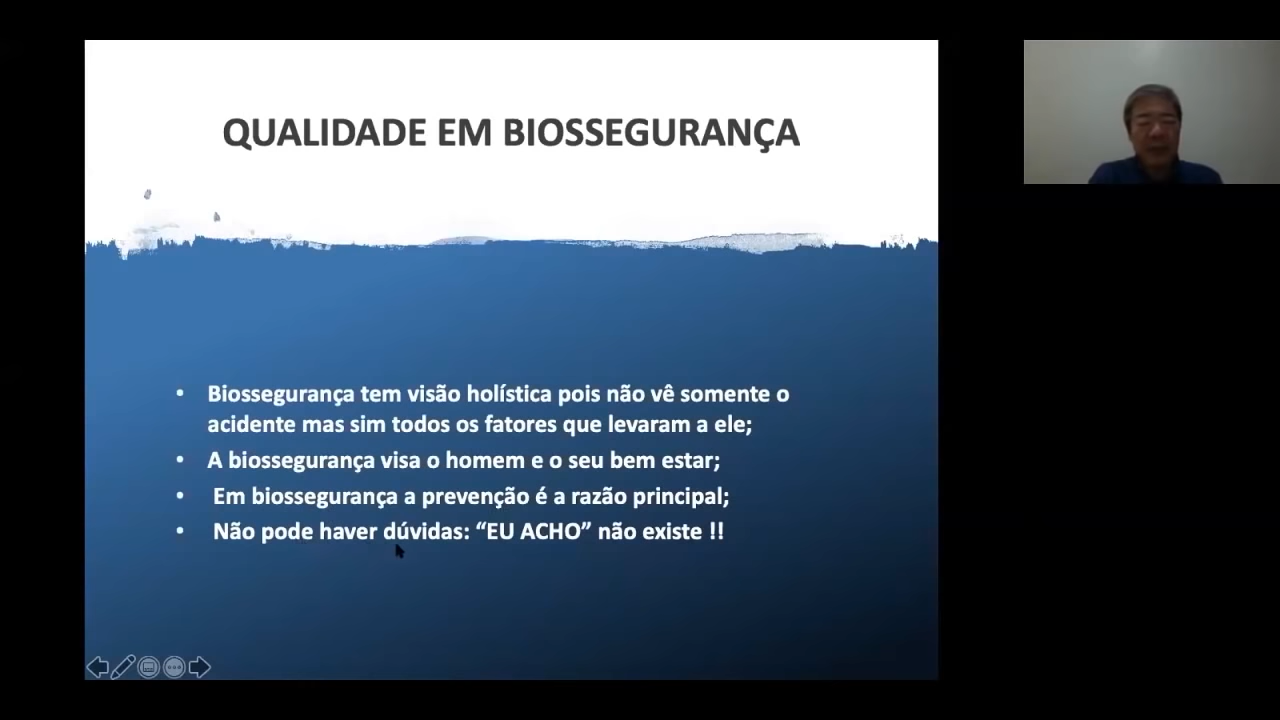 QUALIDADE EM BIOSSEGURANÇA
• Biossegurança tem visão holística pois não vê somente o
acidente mas sim todos os fatores que levaram a ele;
• A biossegurança visa o homem e o seu bem estar;
• Em biossegurança a prevenção é a razão principal;
• Não pode haver dúvidas: “EU ACHO” não existe !!